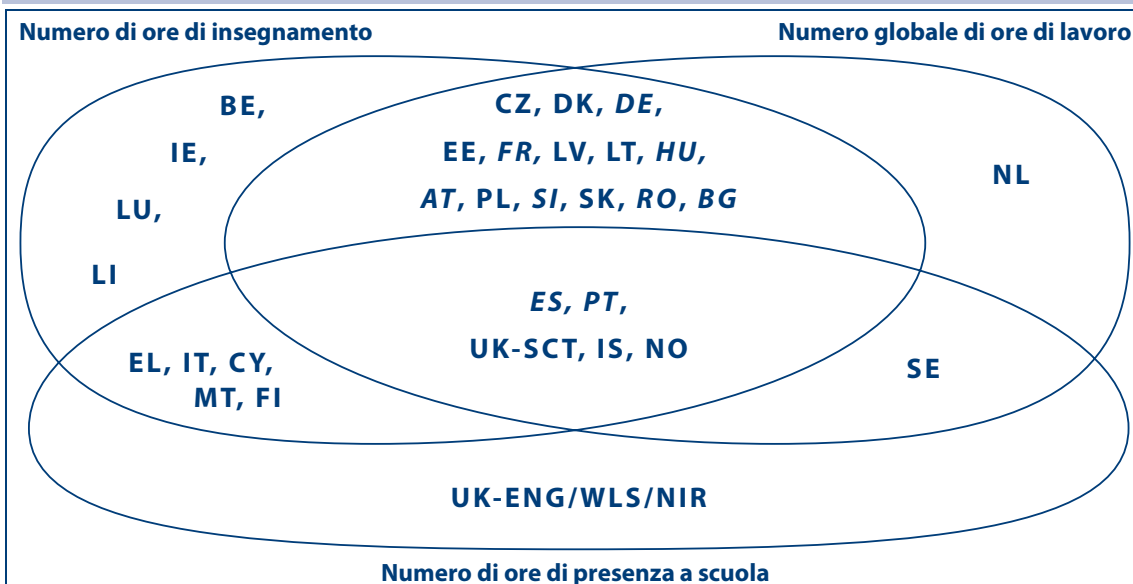 Numero di ore di insegnamento
Numero globale di ore di lavoro
BE,
IE,
LU,
LI
CZ, DK, DE,
EE, FR, LV, LT, HU,
AT, PL, SI, SK, RO, BG
NL
ES, PT,
UK-SCT, IS, NO
EL, IT, CY,
MT, FI
SE
UK-ENG/WLS/NIR
Numero di ore di presenza a scuola